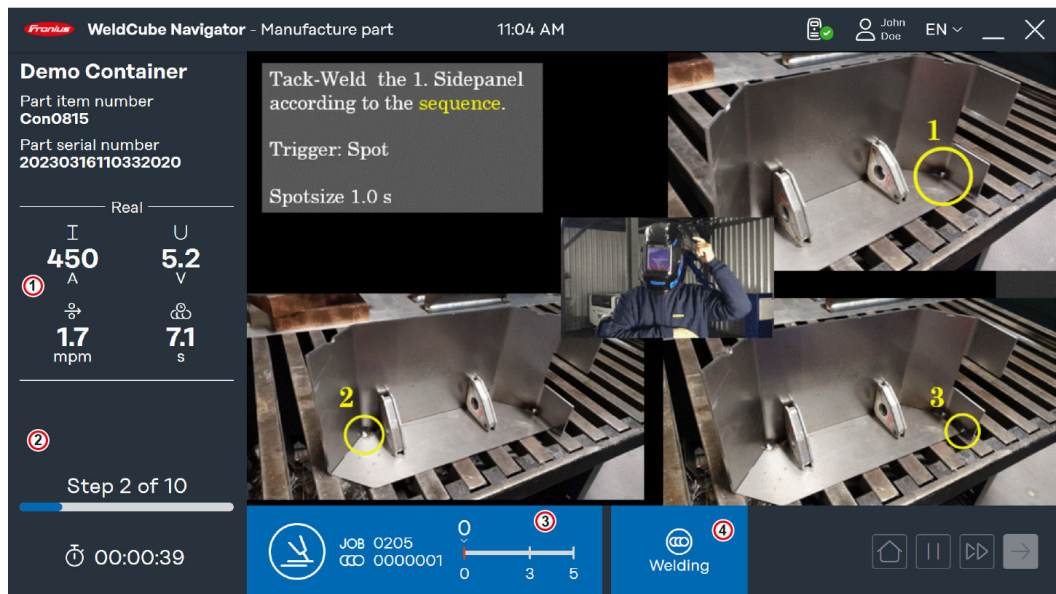 Fronius WeldCube Navigator - Manufacture part 11:04 AM John Doe EN
Demo Container
Part item number
Con0815
Part serial number
20230316110332020
Real
I U
450 5.2
A V
1
1.7 7.1
mpm s
2
Step 2 of 10
00:00:39
Tack-Weld the 1. Sidepanel
according to the sequence.
Trigger: Spot
Spotsize 1.0 s
1
2
3
JOB 0205
0000001
0
0 3 5
3
4
Welding